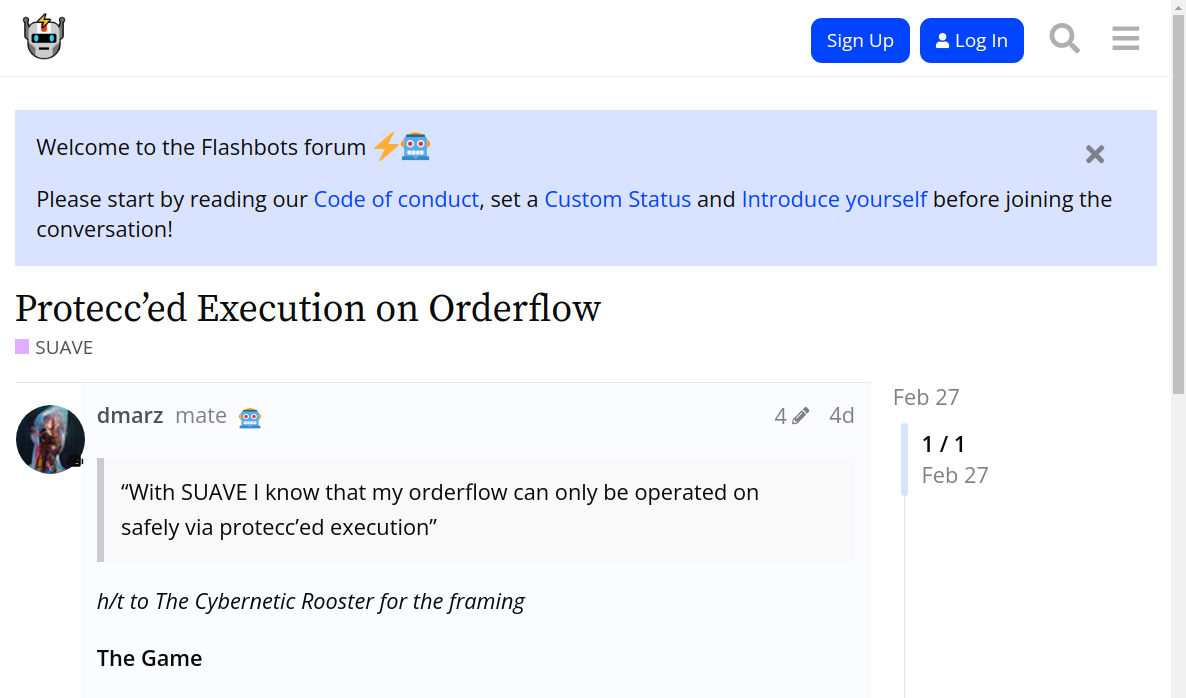 Sign Up
Log In
Welcome to the Flashbots forum
Please start by reading our Code of conduct, set a Custom Status and Introduce yourself before joining the
conversation!
Protecc’ed Execution on Orderflow
SUAVE
dmarz mate
4
4d
Feb 27
1 / 1
Feb 27
“With SUAVE I know that my orderflow can only be operated on
safely via protecc’ed execution”
h/t to The Cybernetic Rooster for the framing
The Game